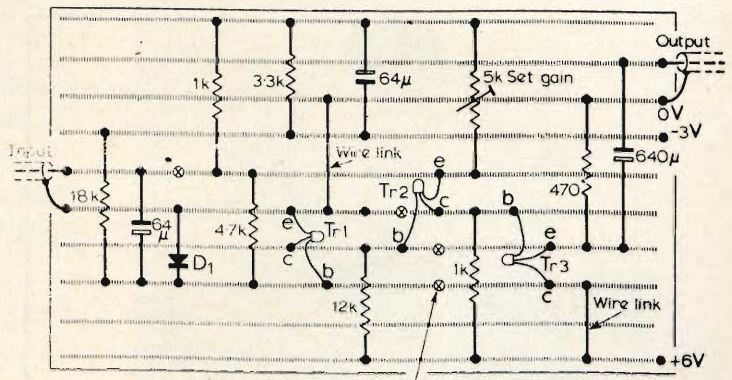 Output
1k
3·3k
64μ
5k Set gain
0V
-3V
Input
Wire link
e
640μ
18k
Tr2
470
64
μ
4·7k
e
Tr1
c
b
c
b
e
D1
b
1k
Tr3
c
12k
Wire link
+6V